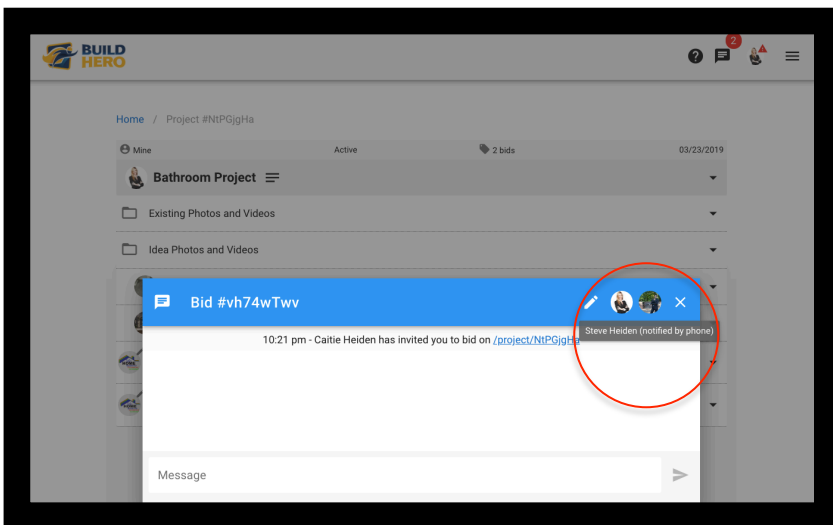 BUILD
HERO
2
Home / Project #NtPGjgHa
Mine Active 2 bids 03/23/2019
Bathroom Project
Existing Photos and Videos
Idea Photos and Videos
Bid #vh74wTwv
Steve Heiden (notified by phone)
10:21 pm - Caitie Heiden has invited you to bid on /project/NtPGjgHa
Message